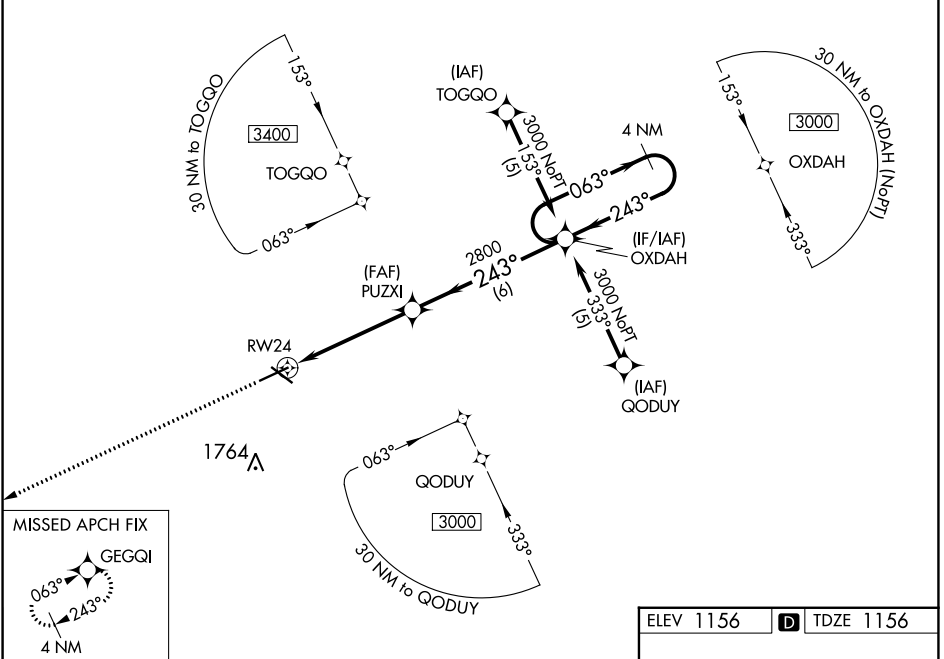 30 NM to TOGQO
153°
3400
TOGQO
063°
(IAF)
TOGQO
3000 NoPT
153°
(5)
4 NM
063°
243°
(IF/IAF)
OXDAH
153°
30 NM to OXDAH (NoPT)
3000
OXDAH
333°
2800
243°
(6)
(FAF)
PUZXI
3000 NoPT
333°
(5)
(IAF)
QODUY
RW24
1764
063°
QODUY
3000
333°
30 NM to QODUY
MISSED APCH FIX
GEGQI
063°
243°
4 NM
ELEV 1156 D TDZE 1156